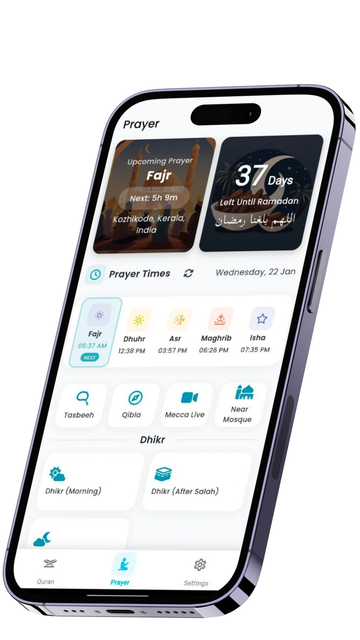 Prayer
Upcoming Prayer
Fajr
Next: 5h 9m
Kozhikode, Kerala,
India
37 Days
Left Until Ramadan
اللهم بلغنا رمضان
Prayer Times
Wednesday, 22 Jan
Fajr
05:37 AM
NEXT
Dhuhr
12:38 PM
Asr
03:57 PM
Maghrib
06:26 PM
Isha
07:35 PM
Tasbeeh
Qibla
Mecca Live
Near
Mosque
Dhikr
Dhikr (Morning)
Dhikr (After Salah)
Quran
Prayer
Settings